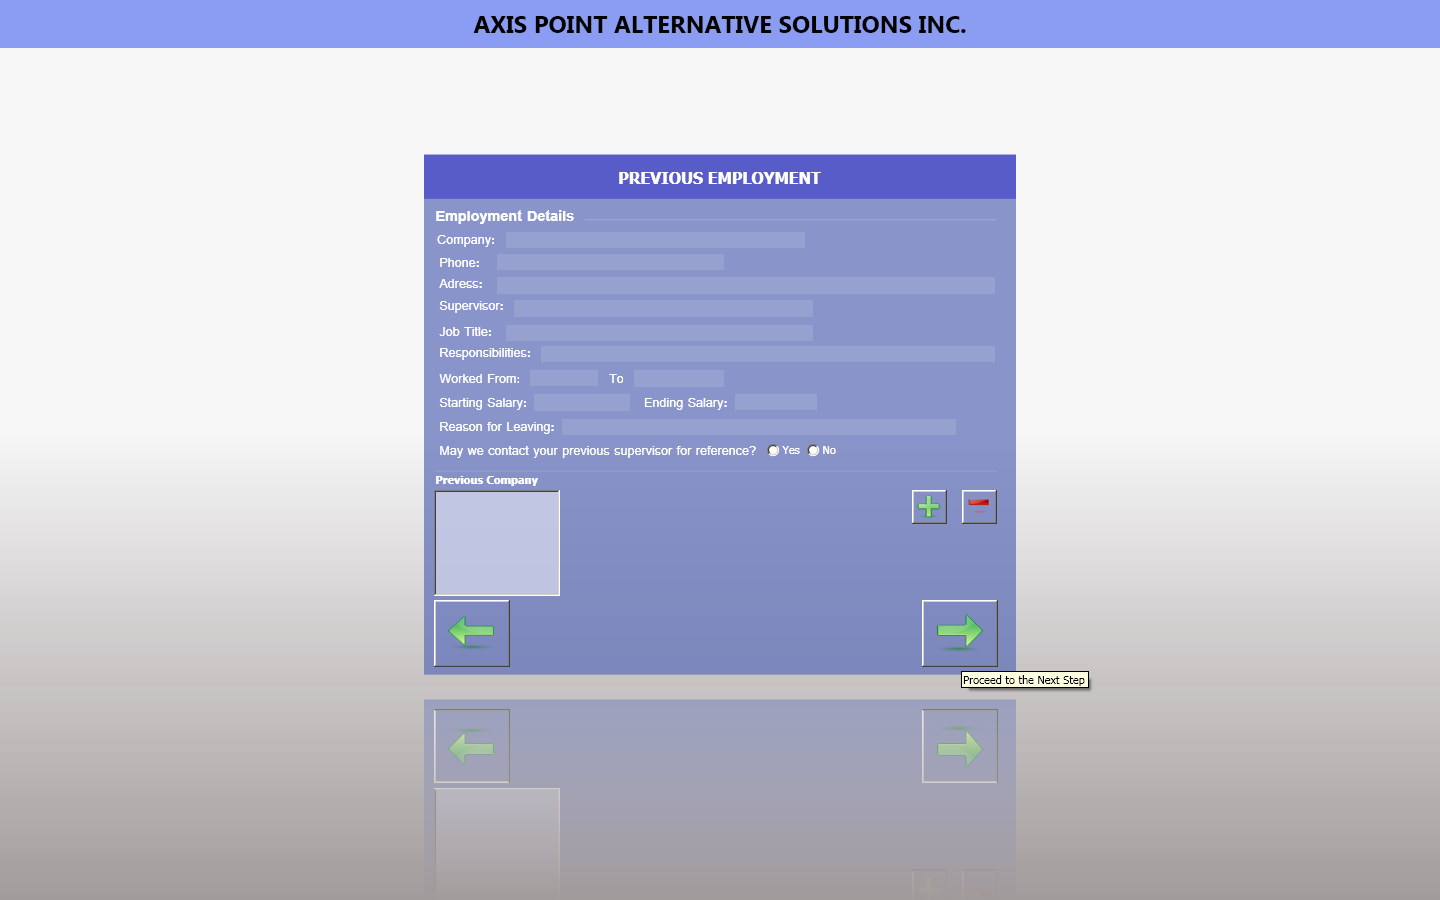 AXIS POINT ALTERNATIVE SOLUTIONS INC.
PREVIOUS EMPLOYMENT
Employment Details
Company:
Phone:
Adress:
Supervisor:
Job Title:
Responsibilities:
Worked From: To
Starting Salary: Ending Salary:
Reason for Leaving:
May we contact your previous supervisor for reference? Yes No
Previous Company
Proceed to the Next Step